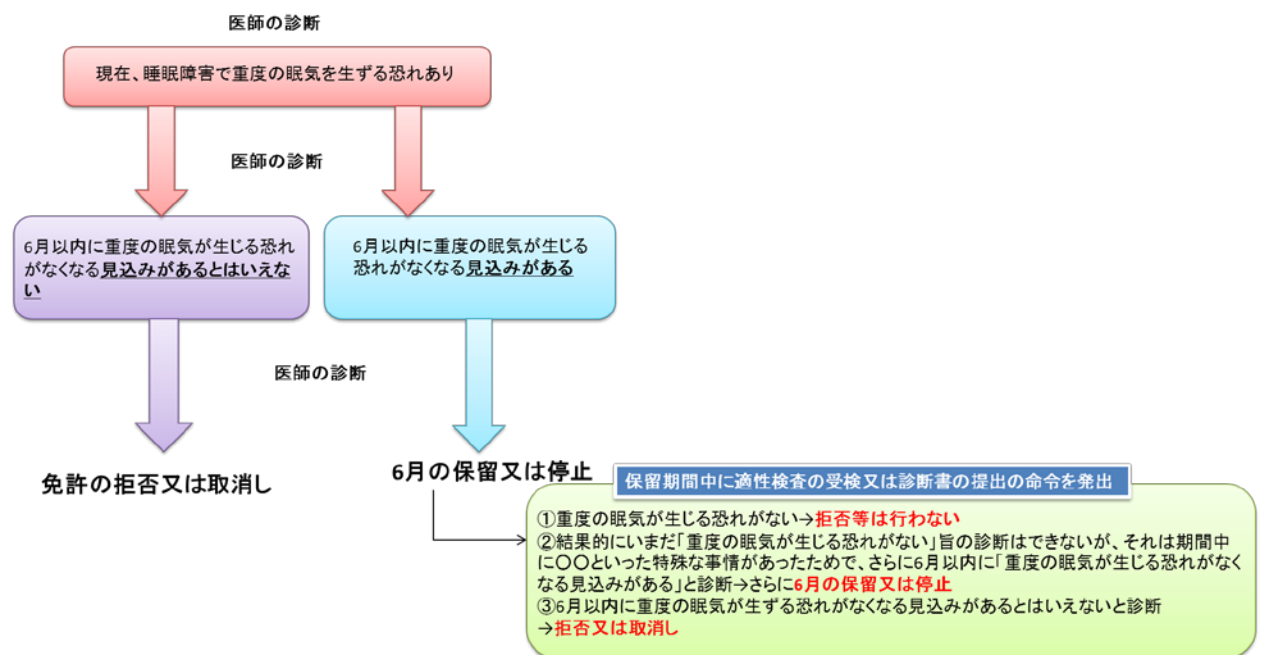 医師の診断
現在、睡眠障害で重度の眠気を生ずる恐れあり
医師の診断
6月以内に重度の眠気が生じる恐れ
がなくなる見込みがあるとはいえな
い
6月以内に重度の眠気が生じる
恐れがなくなる見込みがある
医師の診断
免許の拒否又は取消し
6月の保留又は停止
保留期間中に適性検査の受検又は診断書の提出の命令を発出
①重度の眠気が生じる恐れがない→拒否等は行わない
②結果的にいまだ「重度の眠気が生じる恐れがない」旨の診断はできないが、それは期間中
に〇〇といった特殊な事情があったためで、さらに6月以内に「重度の眠気が生じる恐れがなく
なる見込みがある」と診断→さらに6月の保留又は停止
③6月以内に重度の眠気が生ずる恐れがなくなる見込みがあるとはいえないと診断
→拒否又は取消し